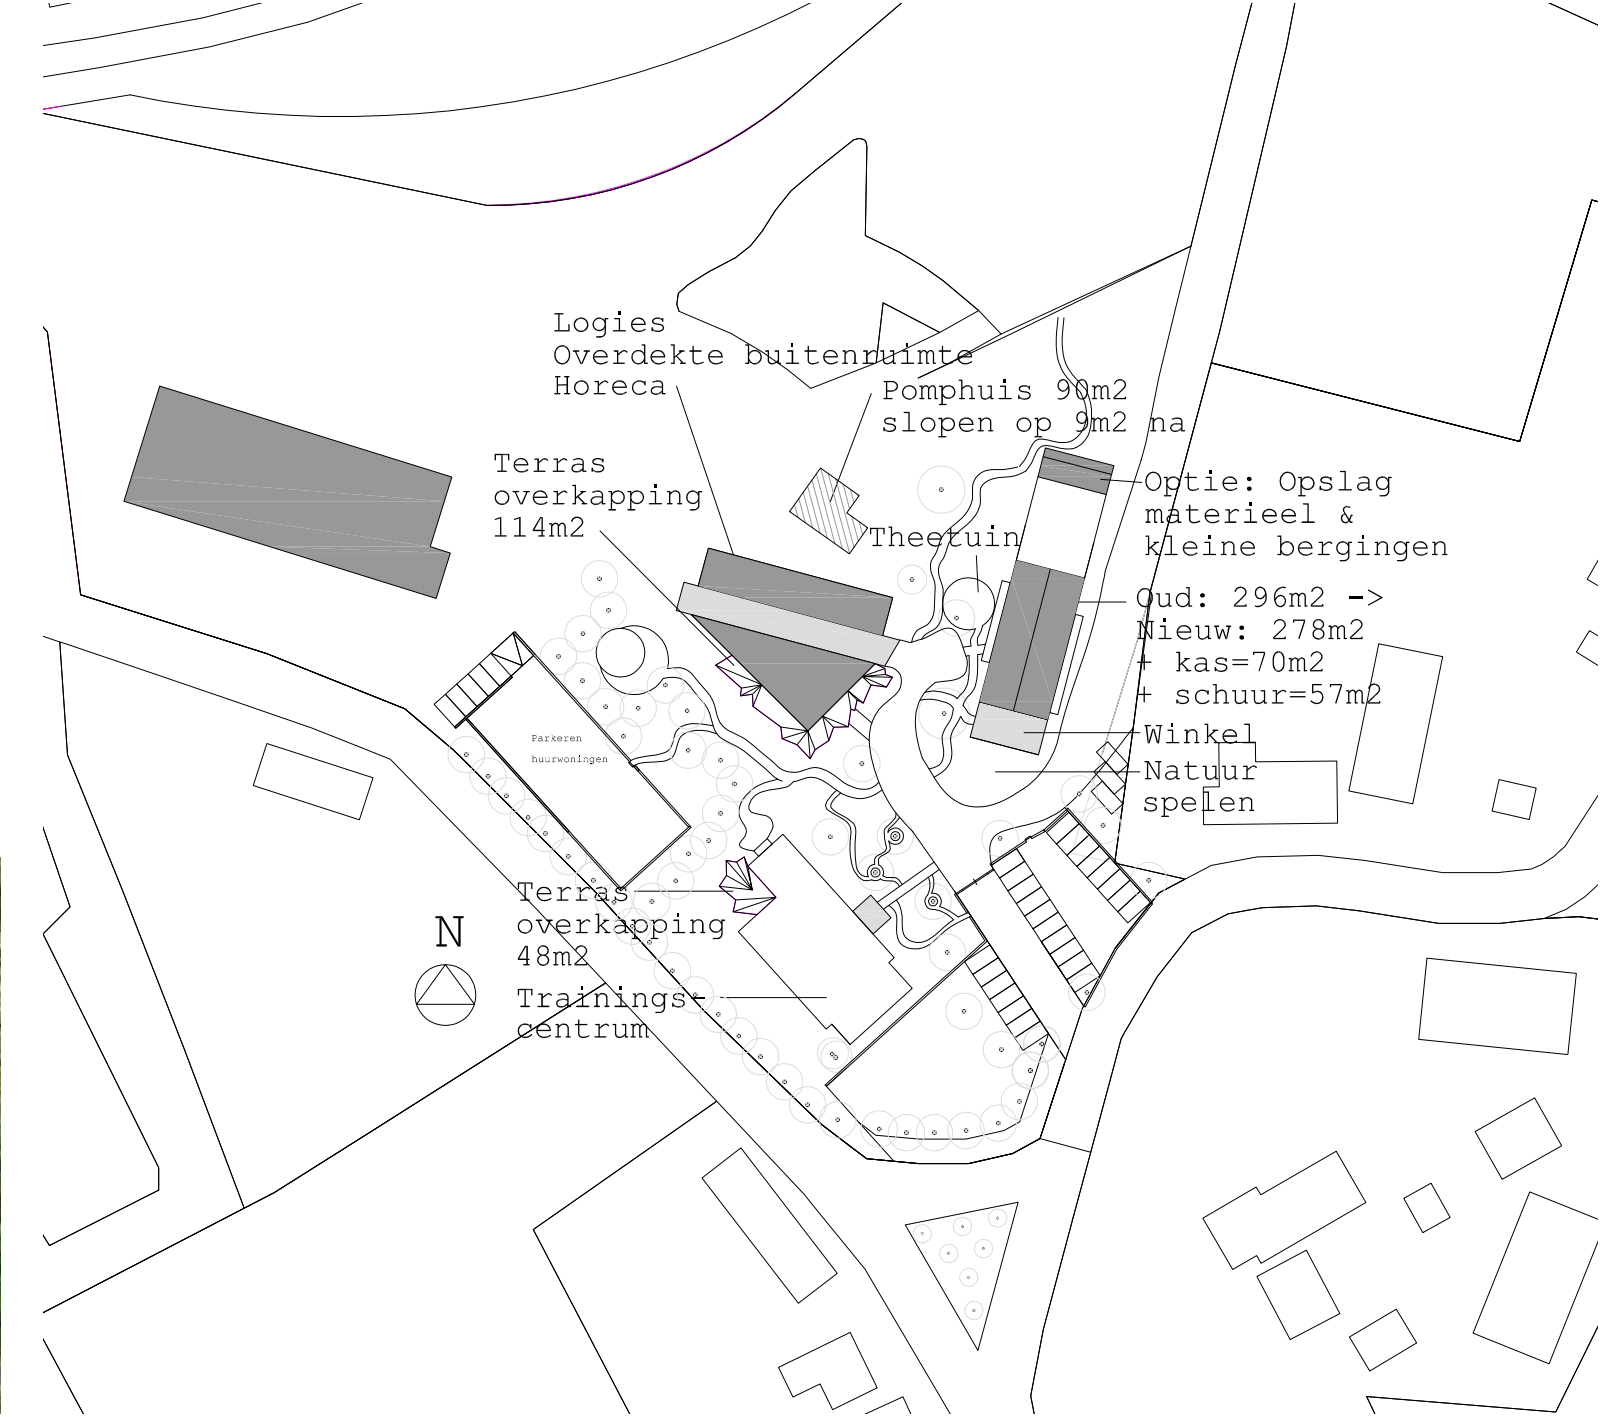 Logies
Overdekte buitenruimte
Horeca
Pomphuis 90m2
slopen op 9m2 na
Terras
overkapping
114m2
Theetuin
Optie: Opslag
materieel &
kleine bergingen
Oud: 296m2 ->
Nieuw: 278m2
+ kas=70m2
+ schuur=57m2
Winkel
Natuur
spelen
Parkeren
huurwoningen
Terras
overkapping
48m2
Trainings-
centrum
N